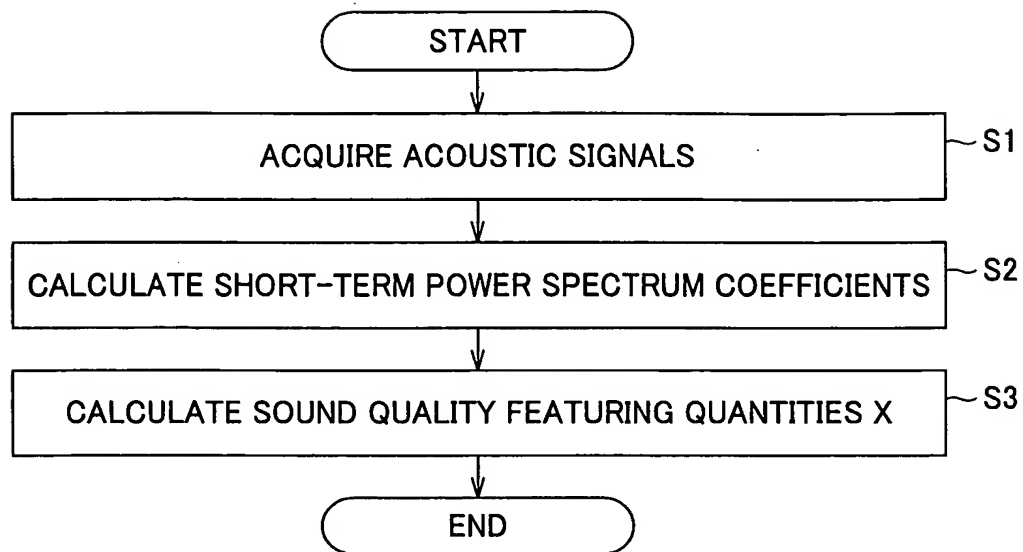 START
ACQUIRE ACOUSTIC SIGNALS
S1
CALCULATE SHORT-TERM POWER SPECTRUM COEFFICIENTS
S2
CALCULATE SOUND QUALITY FEATURING QUANTITIES X
S3
END